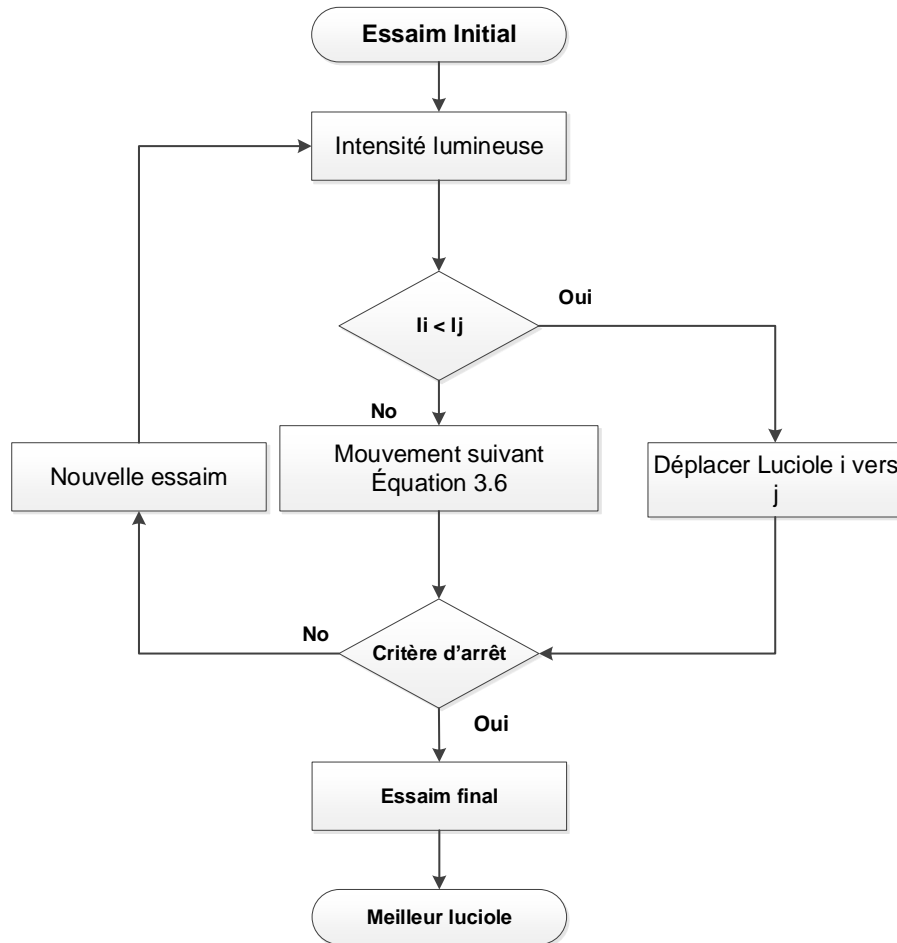 Essaim Initial
Intensité lumineuse
Oui
Ii < Ij
No
Mouvement suivant
Équation 3.6
Déplacer Luciole i vers
j
Nouvelle essaim
No
Critère d’arrêt
Oui
Essaim final
Meilleur luciole